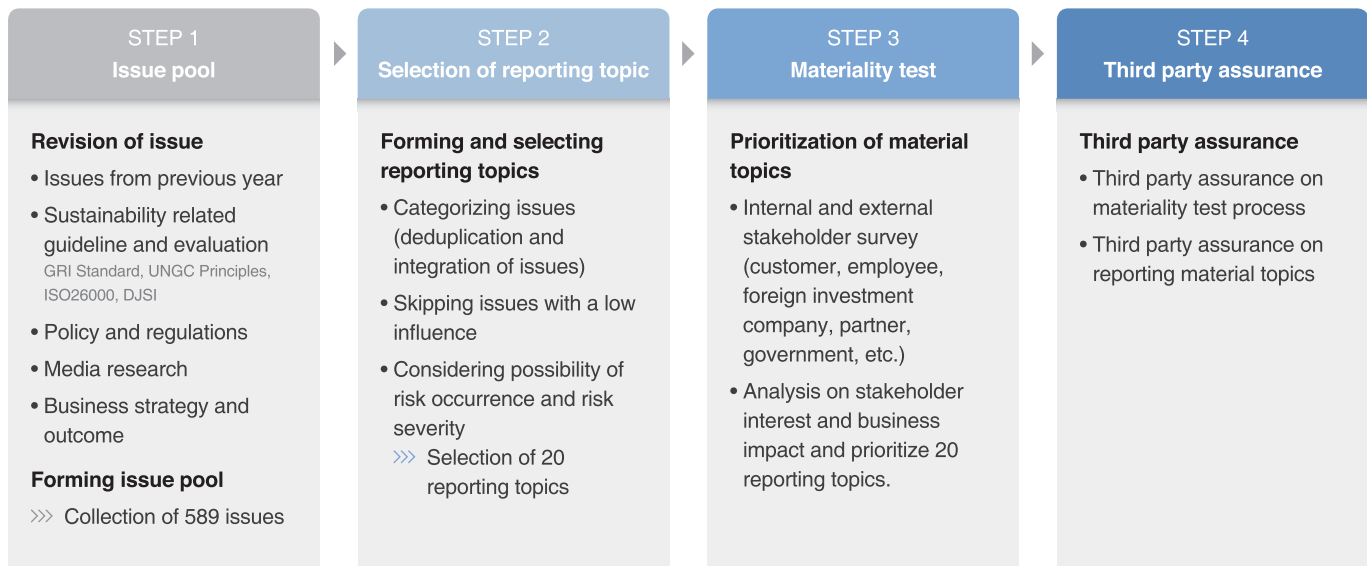 STEP 1
Issue pool
Revision of issue
• Issues from previous year
• Sustainability related
guideline and evaluation
GRI Standard, UNGC Principles,
ISO26000, DJSI
• Policy and regulations
• Media research
• Business strategy and
outcome
Forming issue pool
Collection of 589 issues
STEP 2
Selection of reporting topic
Forming and selecting
reporting topics
• Categorizing issues
(deduplication and
integration of issues)
• Skipping issues with a low
influence
• Considering possibility of
risk occurrence and risk
severity
Selection of 20
reporting topics
STEP 3
Materiality test
Prioritization of material
topics
• Internal and external
stakeholder survey
(customer, employee,
foreign investment
company, partner,
government, etc.)
• Analysis on stakeholder
interest and business
impact and prioritize 20
reporting topics.
STEP 4
Third party assurance
Third party assurance
• Third party assurance on
materiality test process
• Third party assurance on
reporting material topics